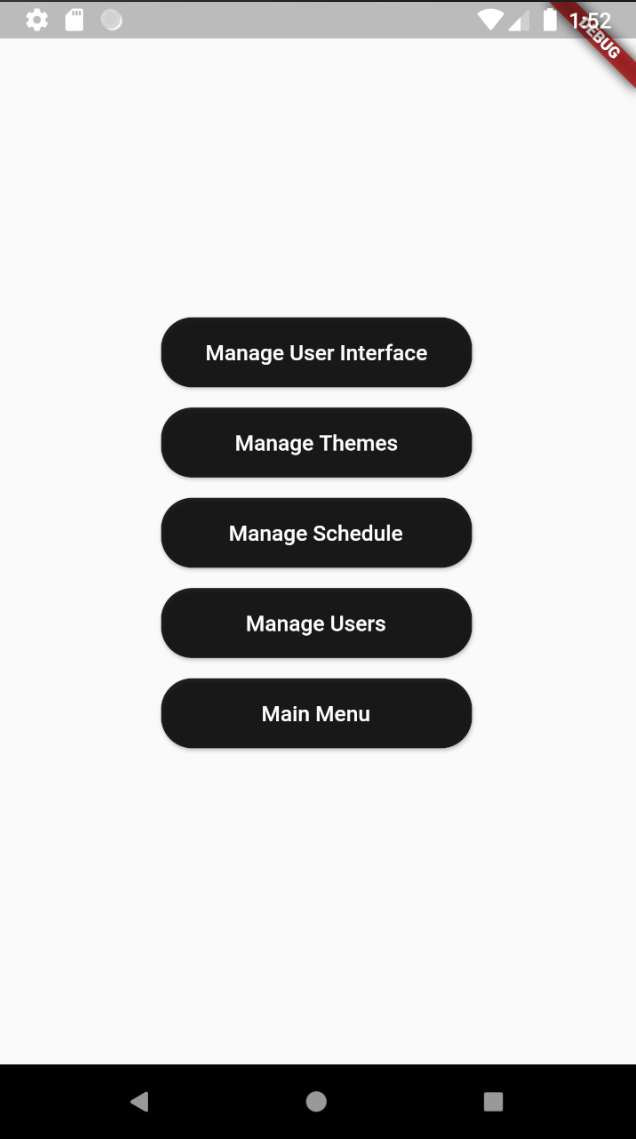 1:52
DEBUG
Manage User Interface
Manage Themes
Manage Schedule
Manage Users
Main Menu